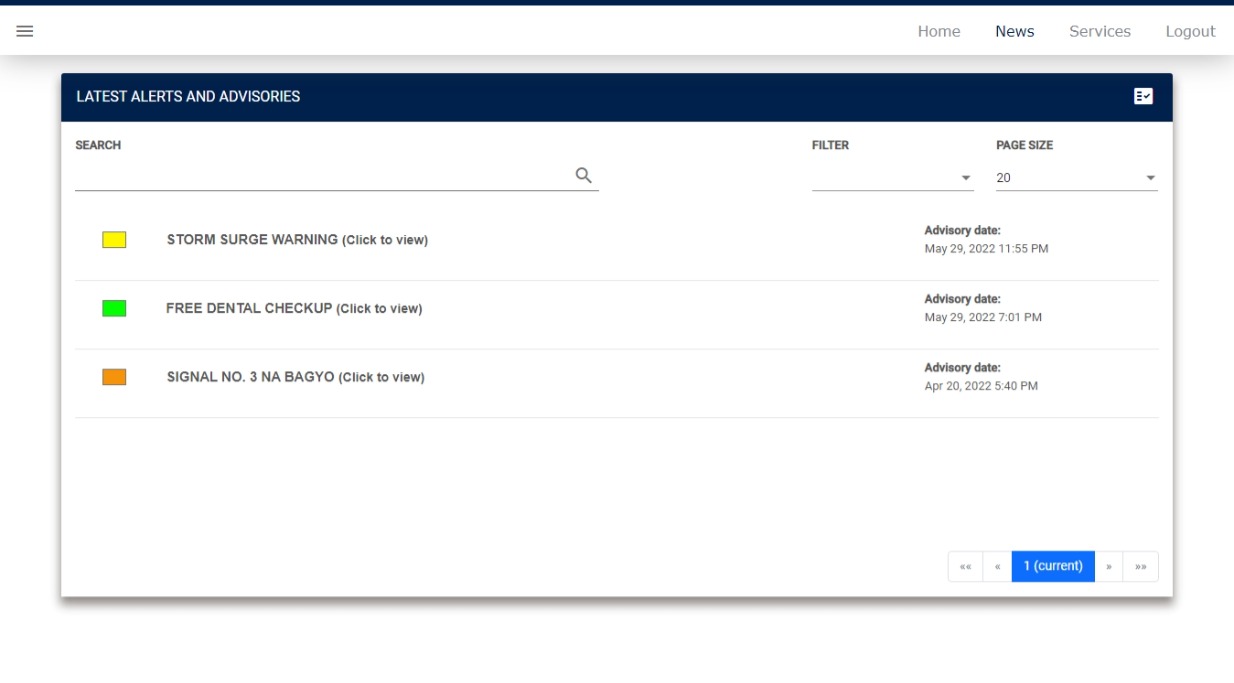 Home News Services Logout
LATEST ALERTS AND ADVISORIES
SEARCH FILTER PAGE SIZE
20
STORM SURGE WARNING (Click to view)
Advisory date:
May 29, 2022 11:55 PM
FREE DENTAL CHECKUP (Click to view)
Advisory date:
May 29, 2022 7:01 PM
SIGNAL NO. 3 NA BAGYO (Click to view)
Advisory date:
Apr 20, 2022 5:40 PM
«« « 1 (current) » »»